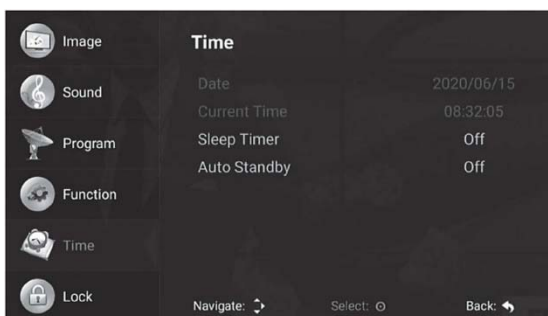 Image
Sound
Program
Function
Time
Lock
Time
Date 2020/06/15
Current Time 08:32:05
Sleep Timer Off
Auto Standby Off
Navigate: Select: Back: